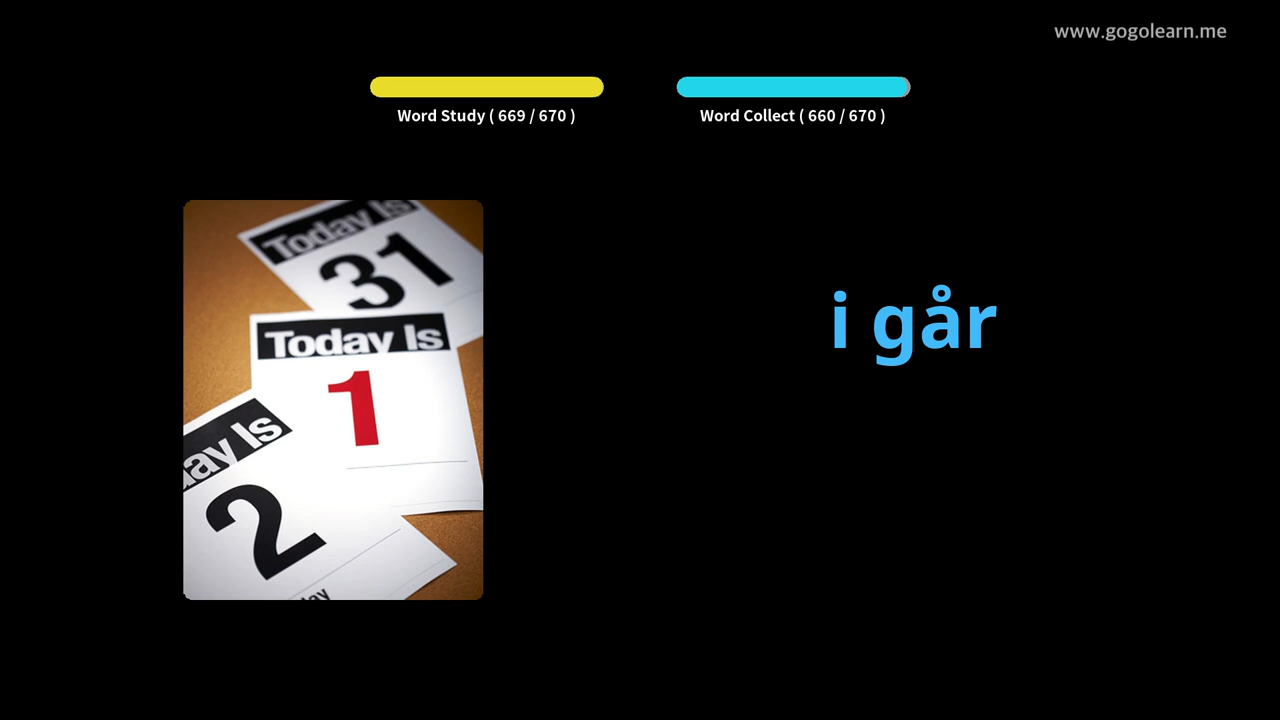 www.gogolearn.me
Word Study ( 669 / 670 )
Word Collect ( 660 / 670 )
Today Is
31
Today Is
1
ay Is
2
i går